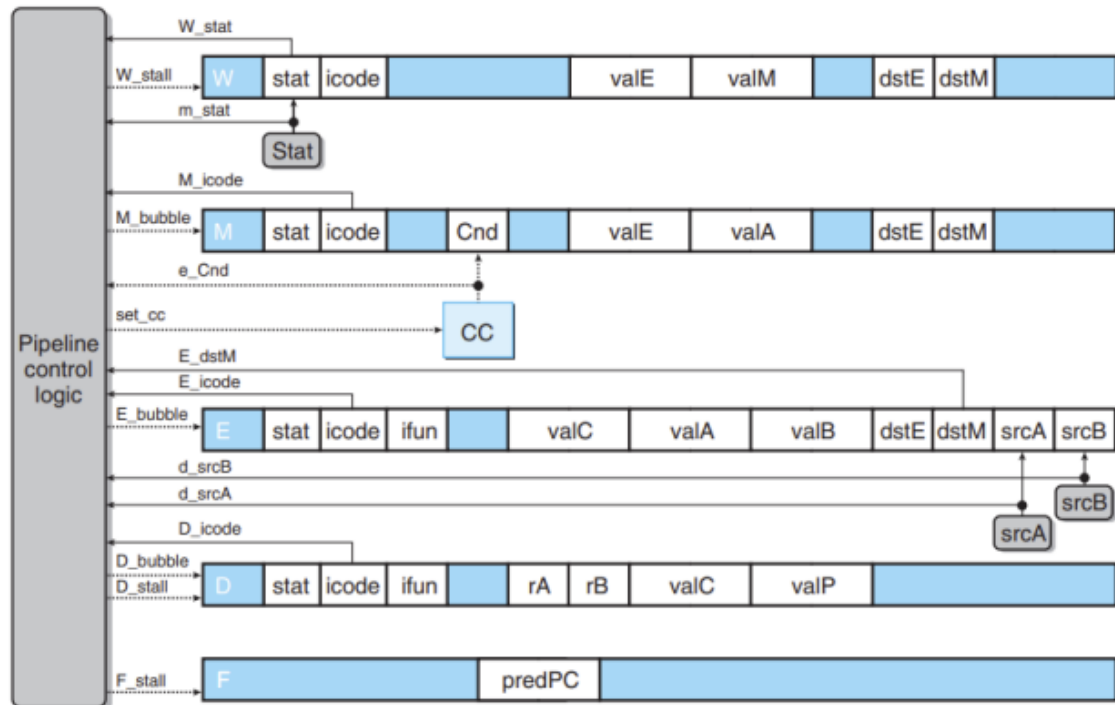 W_stat
W_stall
W stat icode valE valM dstE dstM
m_stat
Stat
M_icode
M_bubble
M stat icode Cnd valE valA dstE dstM
e_Cnd
set_cc
CC
Pipeline
control
logic
E_dstM
E_icode
E_bubble
E stat icode ifun valC valA valB dstE dstM srcA srcB
d_srcB
srcB
d_srcA
srcA
D_icode
D_bubble
D_stall
D stat icode ifun rA rB valC valP
F_stall
F predPC